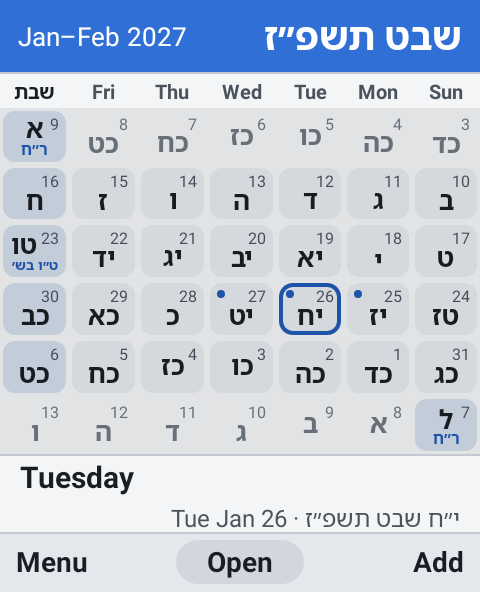 שבט תשפ״ז Jan–Feb 2027
Sun Mon Tue Wed Thu Fri שבת
3 כד 4 כה 5 כו 6 כז 7 כח 8 כט 9 א ר״ח
10 ב 11 ג 12 ד 13 ה 14 ו 15 ז 16 ח
17 ט 18 י 19 יא 20 יב 21 יג 22 יד 23 טו ט״ו בש׳
24 טז 25 יז 26 יח 27 יט 28 כ 29 כא 30 כב
31 כג 1 כד 2 כה 3 כו 4 כז 5 כח 6 כט
7 ל ר״ח 8 א 9 ב 10 ג 11 ד 12 ה 13 ו
Tuesday
י״ח שבט תשפ״ז · Tue Jan 26
Menu Open Add